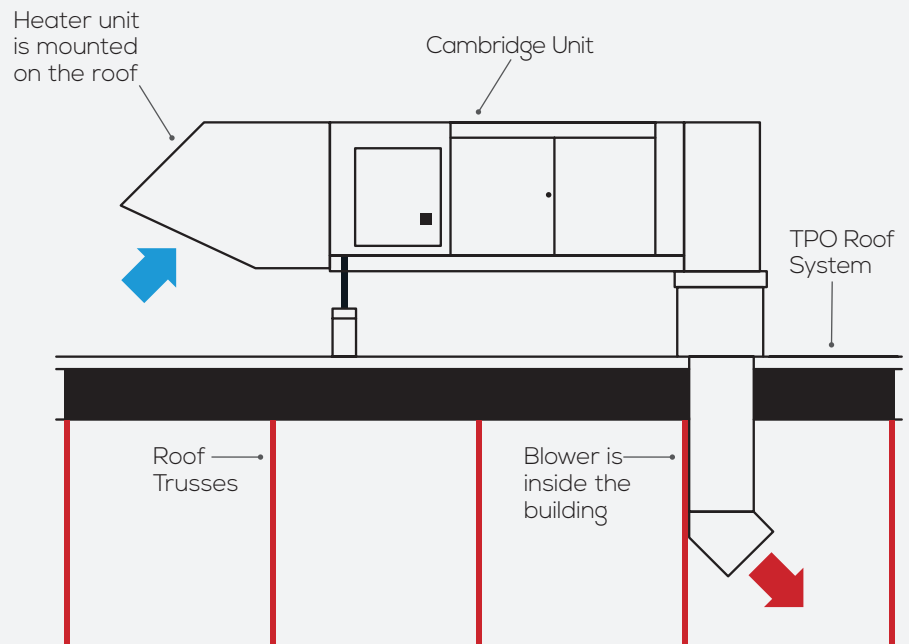 Heater unit
is mounted
on the roof
Cambridge Unit
TPO Roof
System
Roof
Trusses
Blower is
inside the
building